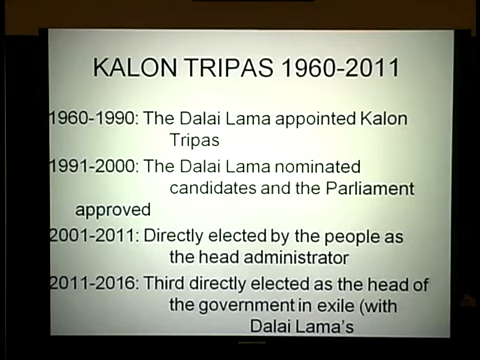 KALON TRIPAS 1960-2011
1960-1990: The Dalai Lama appointed Kalon
Tripas
1991-2000: The Dalai Lama nominated
candidates and the Parliament
approved
2001-2011: Directly elected by the people as
the head administrator
2011-2016: Third directly elected as the head of
the government in exile (with
Dalai Lama's